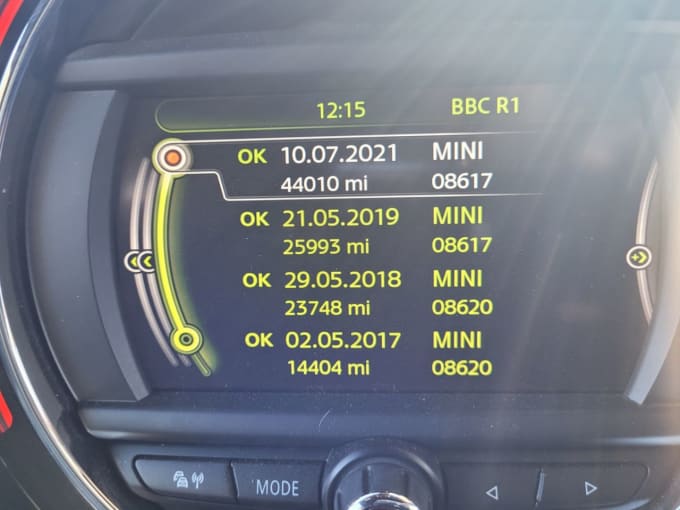 12:15 BBC R1
OK 10.07.2021 MINI
44010 mi 08617
OK 21.05.2019 MINI
25993 mi 08617
OK 29.05.2018 MINI
23748 mi 08620
OK 02.05.2017 MINI
14404 mi 08620
MODE